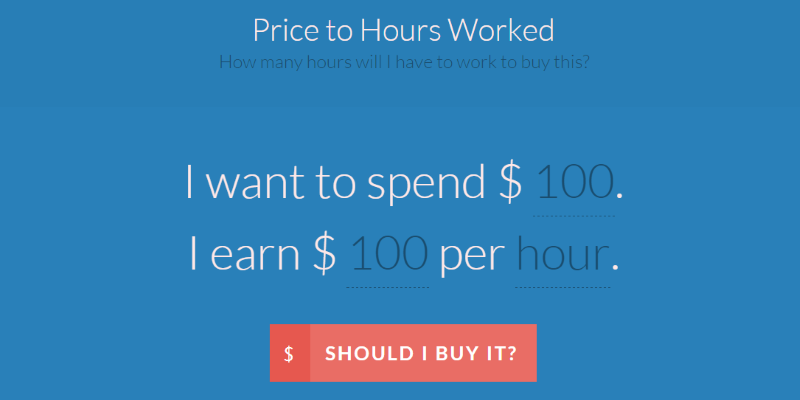 Price to Hours Worked
How many hours will I have to work to buy this?
I want to spend $ 100.
I earn $ 100 per hour.
$ SHOULD I BUY IT?